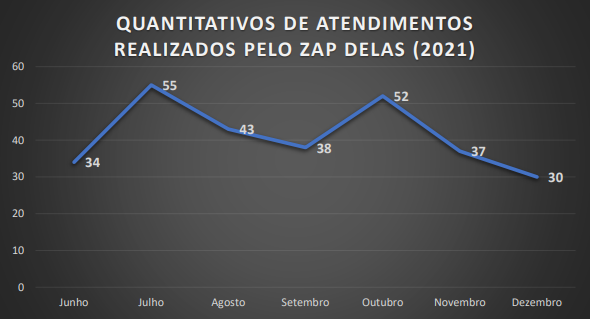 QUANTITATIVOS DE ATENDIMENTOS
REALIZADOS PELO ZAP DELAS (2021)
60
50
40
30
20
10
0
34
55
43
38
52
37
30
Junho
Julho
Agosto
Setembro
Outubro
Novembro
Dezembro